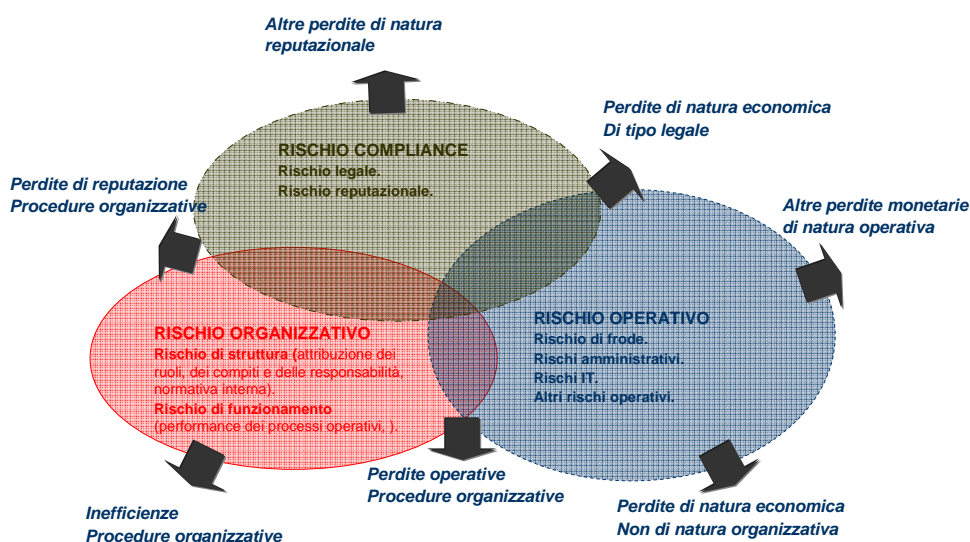 Altre perdite di natura
reputazionale
Perdite di natura economica
Di tipo legale
RISCHIO COMPLIANCE
Rischio legale.
Rischio reputazionale.
Perdite di reputazione
Procedure organizzative
Altre perdite monetarie
di natura operativa
RISCHIO ORGANIZZATIVO
Rischio di struttura (attribuzione dei
ruoli, dei compiti e delle responsabilità,
normativa interna).
Rischio di funzionamento
(performance dei processi operativi, ).
RISCHIO OPERATIVO
Rischio di frode.
Rischi amministrativi.
Rischi IT.
Altri rischi operativi.
Perdite operative
Procedure organizzative
Inefficienze
Procedure organizzative
Perdite di natura economica
Non di natura organizzativa